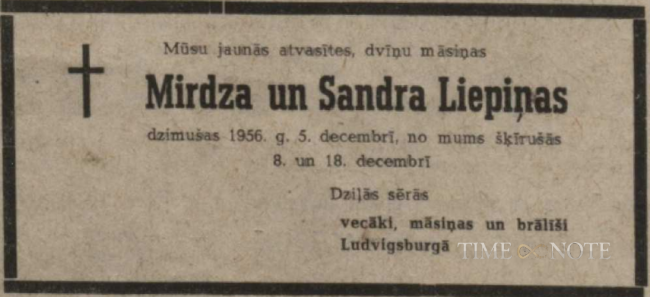 Mūsu jaunās atvasītes, dvīņu māsiņas
Mirdza un Sandra Liepiņas
dzimušas 1956. g. 5. decembrī, no mums šķīrušās
8. un 18. decembrī
Dziļās sērās
vecāki, māsiņas un brālīši
Ludvigsburgā
TIME NOTE